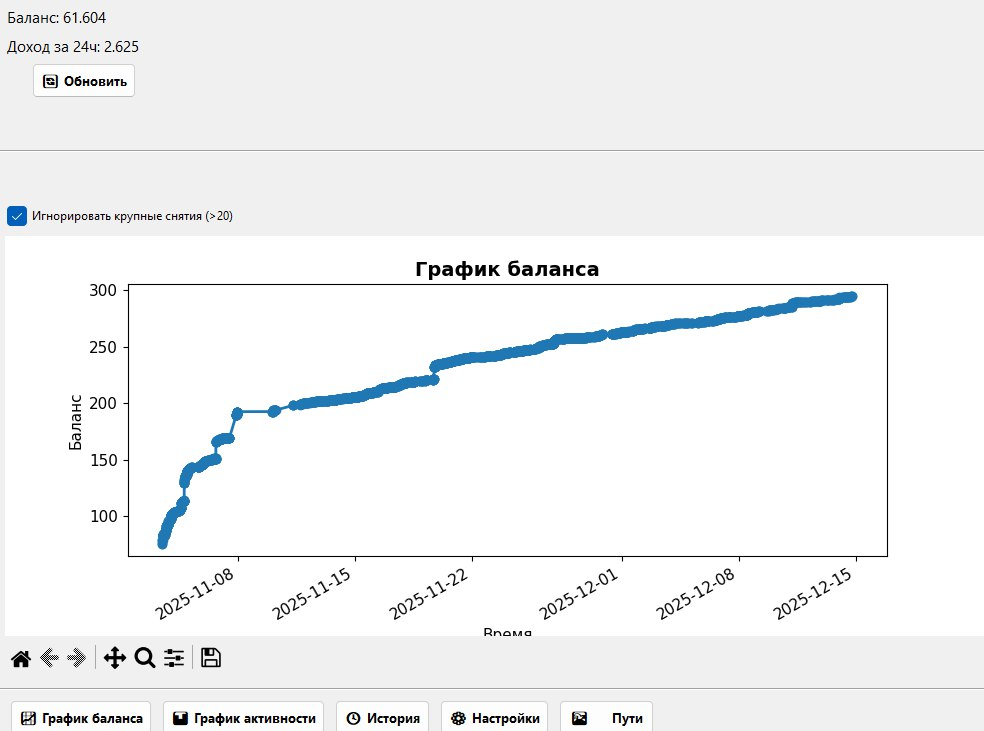 Баланс: 61.604
Доход за 24ч: 2.625
Обновить
Игнорировать крупные снятия (>20)
График баланса
300
250
200
150
100
Баланс
2025-11-08
2025-11-15
2025-11-22
2025-12-01
2025-12-08
2025-12-15
Время
График баланса
График активности
История
Настройки
Пути